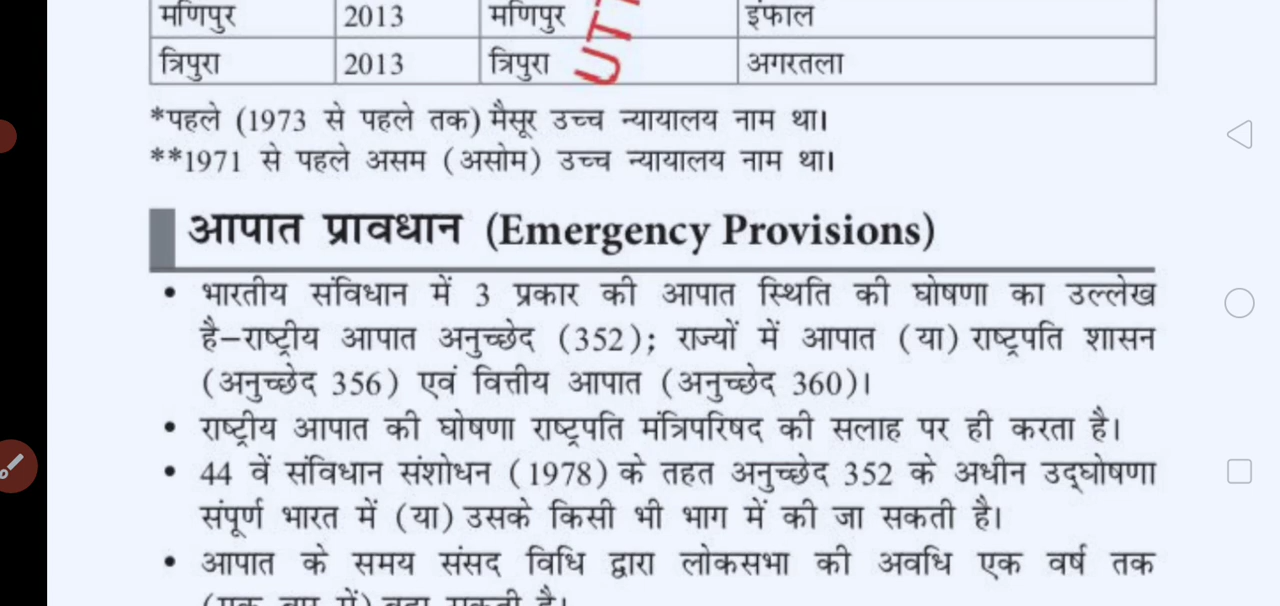 मणिपुर 2013 मणिपुर इंफाल
त्रिपुरा 2013 त्रिपुरा अगरतला
UT
*पहले (1973 से पहले तक) मैसूर उच्च न्यायालय नाम था।
**1971 से पहले असम (असोम) उच्च न्यायालय नाम था।
आपात प्रावधान (Emergency Provisions)
• भारतीय संविधान में 3 प्रकार की आपात स्थिति की घोषणा का उल्लेख
है–राष्ट्रीय आपात अनुच्छेद (352); राज्यों में आपात (या) राष्ट्रपति शासन
(अनुच्छेद 356) एवं वित्तीय आपात (अनुच्छेद 360)।
• राष्ट्रीय आपात की घोषणा राष्ट्रपति मंत्रिपरिषद की सलाह पर ही करता है।
• 44 वें संविधान संशोधन (1978) के तहत अनुच्छेद 352 के अधीन उद्घोषणा
संपूर्ण भारत में (या) उसके किसी भी भाग में की जा सकती है।
• आपात के समय संसद विधि द्वारा लोकसभा की अवधि एक वर्ष तक